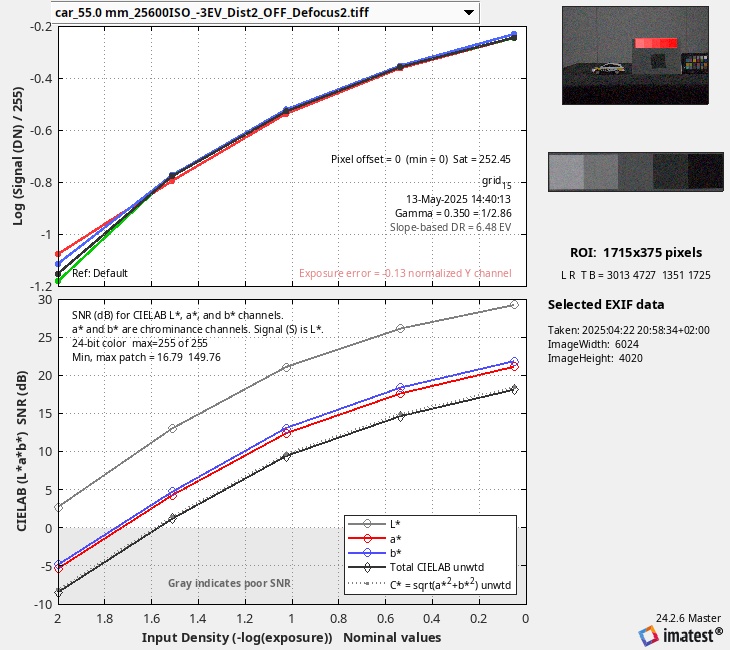 car_55.0 mm_25600ISO_-3EV_Dist2_OFF_Defocus2.tiff
-0.2
-0.4
-0.6
-0.8
-1
-1.2
Log (Signal (DN) / 255)
Pixel offset = 0 (min = 0) Sat = 252.45
grid_15
13-May-2025 14:40:13
Gamma = 0.350 = 1/2.86
Slope-based DR = 6.48 EV
Ref: Default
Exposure error = -0.13 normalized Y channel
30
25
20
15
10
5
0
-5
-10
CIELAB (L*a*b*) SNR (dB)
SNR (dB) for CIELAB L*, a*, and b* channels.
a* and b* are chrominance channels. Signal (S) is L*.
24-bit color max=255 of 255
Min, max patch = 16.79 149.76
Gray indicates poor SNR
L*
a*
b*
Total CIELAB unwtd
C* = sqrt(a*2+b*2) unwtd
2 1.8 1.6 1.4 1.2 1 0.8 0.6 0.4 0.2 0
Input Density (-log(exposure)) Nominal values
ROI: 1715x375 pixels
L R T B = 3013 4727 1351 1725
Selected EXIF data
Taken: 2025:04:22 20:58:34+02:00
ImageWidth: 6024
ImageHeight: 4020
24.2.6 Master
imatest®